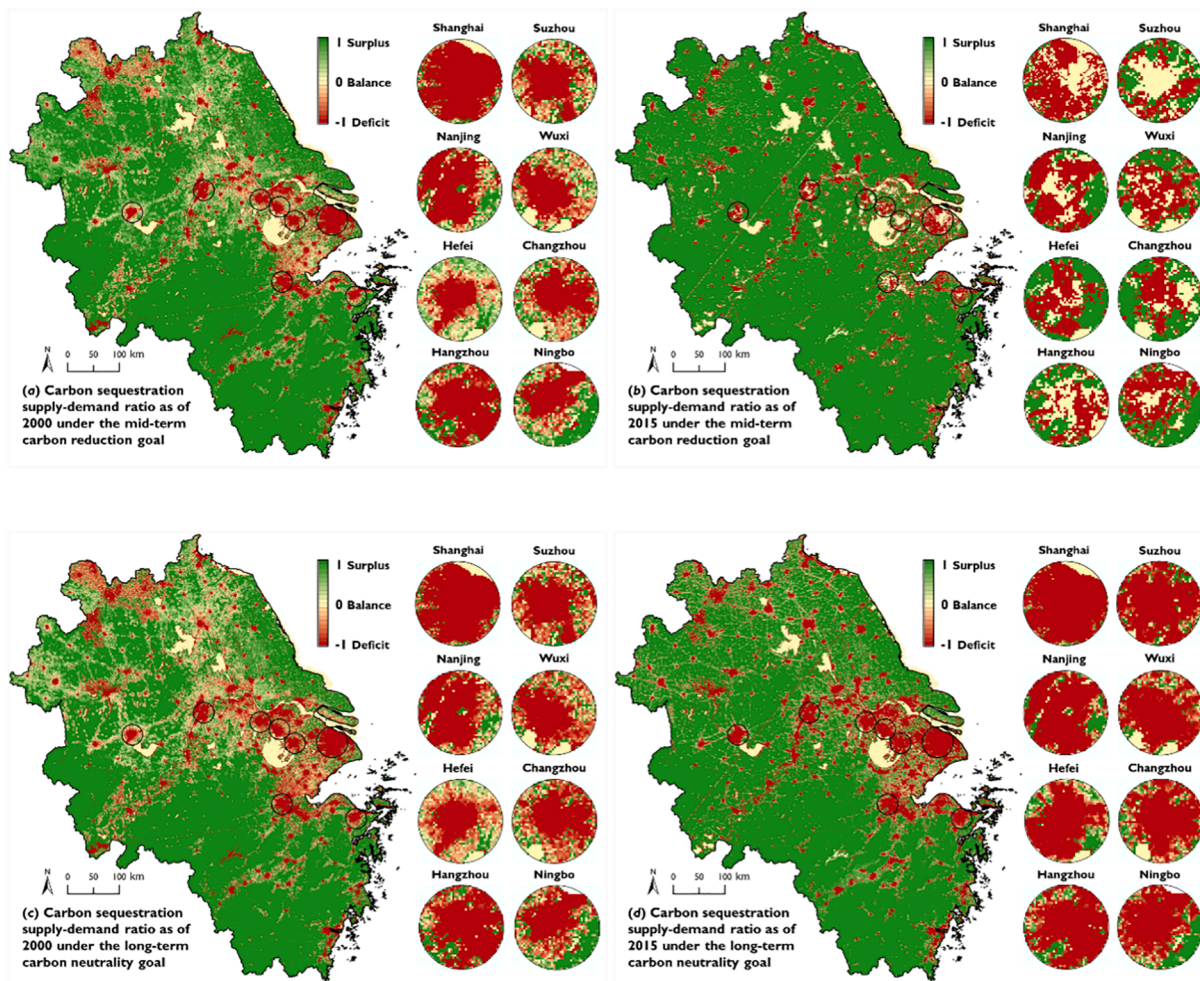 Shanghai
Suzhou
1 Surplus
0 Balance
-1 Deficit
Nanjing
Wuxi
Hefei
Changzhou
Hangzhou
Ningbo
N
0 50 100 km
(a) Carbon sequestration
supply-demand ratio as of
2000 under the mid-term
carbon reduction goal
Shanghai
Suzhou
1 Surplus
0 Balance
-1 Deficit
Nanjing
Wuxi
Hefei
Changzhou
Hangzhou
Ningbo
N
0 50 100 km
(b) Carbon sequestration
supply-demand ratio as of
2015 under the mid-term
carbon reduction goal
Shanghai
Suzhou
1 Surplus
0 Balance
-1 Deficit
Nanjing
Wuxi
Hefei
Changzhou
Hangzhou
Ningbo
N
0 50 100 km
(c) Carbon sequestration
supply-demand ratio as of
2000 under the long-term
carbon neutrality goal
Shanghai
Suzhou
1 Surplus
0 Balance
-1 Deficit
Nanjing
Wuxi
Hefei
Changzhou
Hangzhou
Ningbo
N
0 50 100 km
(d) Carbon sequestration
supply-demand ratio as of
2015 under the long-term
carbon neutrality goal